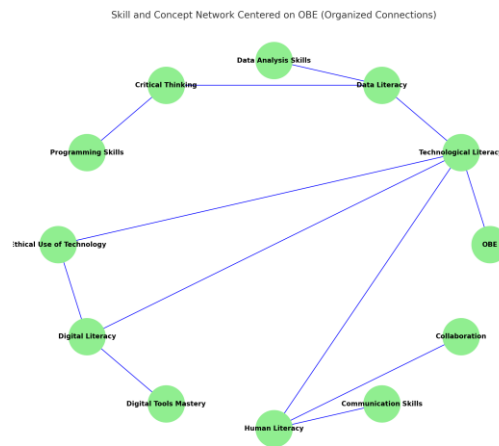 Skill and Concept Network Centered on OBE (Organized Connections)
Data Analysis Skills
Critical Thinking
Data Literacy
Programming Skills
Technological Literac
Ethical Use of Technology
OBE
Digital Literacy
Collaboration
Digital Tools Mastery
Communication Skills
Human Literacy